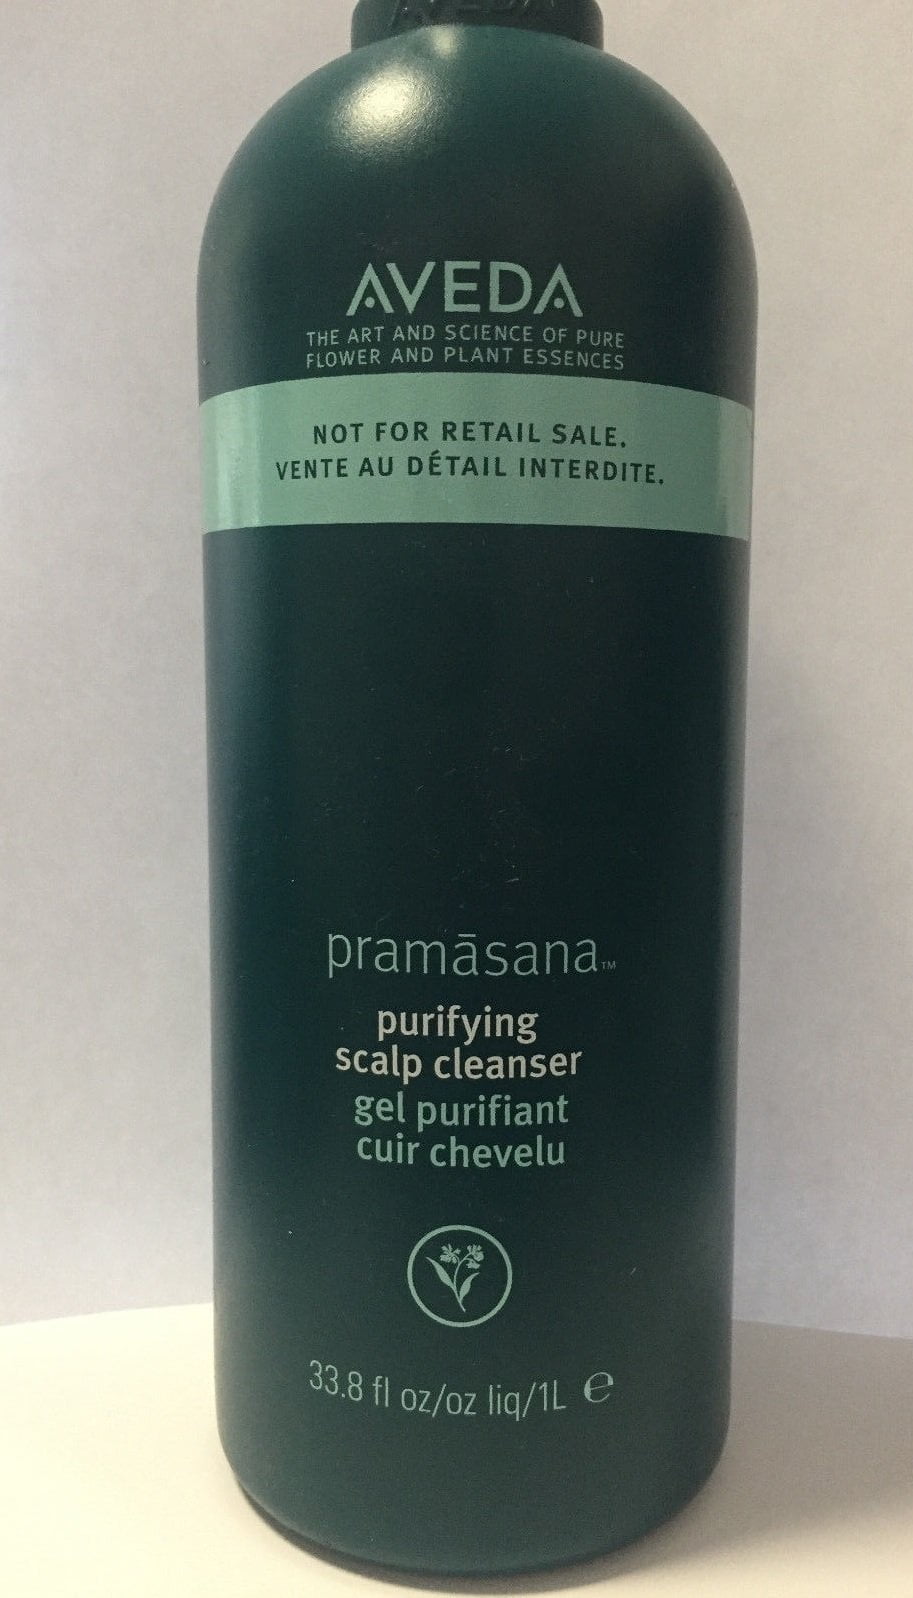 AVEDA
AVEDA
THE ART AND SCIENCE OF PURE
FLOWER AND PLANT ESSENCES
NOT FOR RETAIL SALE.
VENTE AU DÉTAIL INTERDITE.
pramāsana™
purifying
scalp cleanser
gel purifiant
cuir chevelu
33.8 fl oz/oz liq/1L ℮